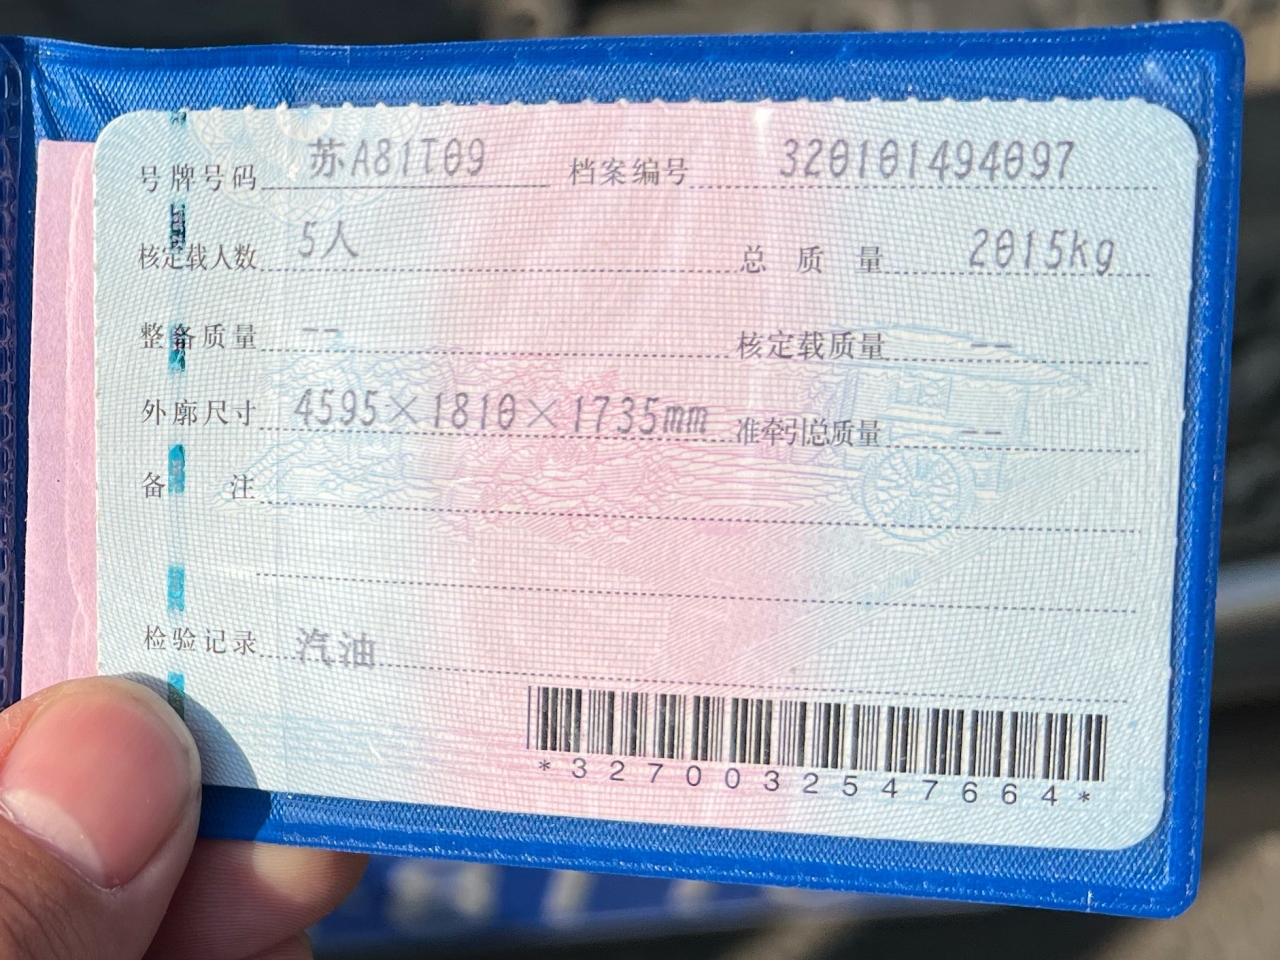 号牌号码 苏A81T09 档案编号 320101494097
核定载人数 5人 总质量 2015kg
整备质量 -- 核定载质量 --
外廓尺寸 4595×1810×1735mm 准牵引总质量 --
备注
检验记录 汽油
*3270032547664*